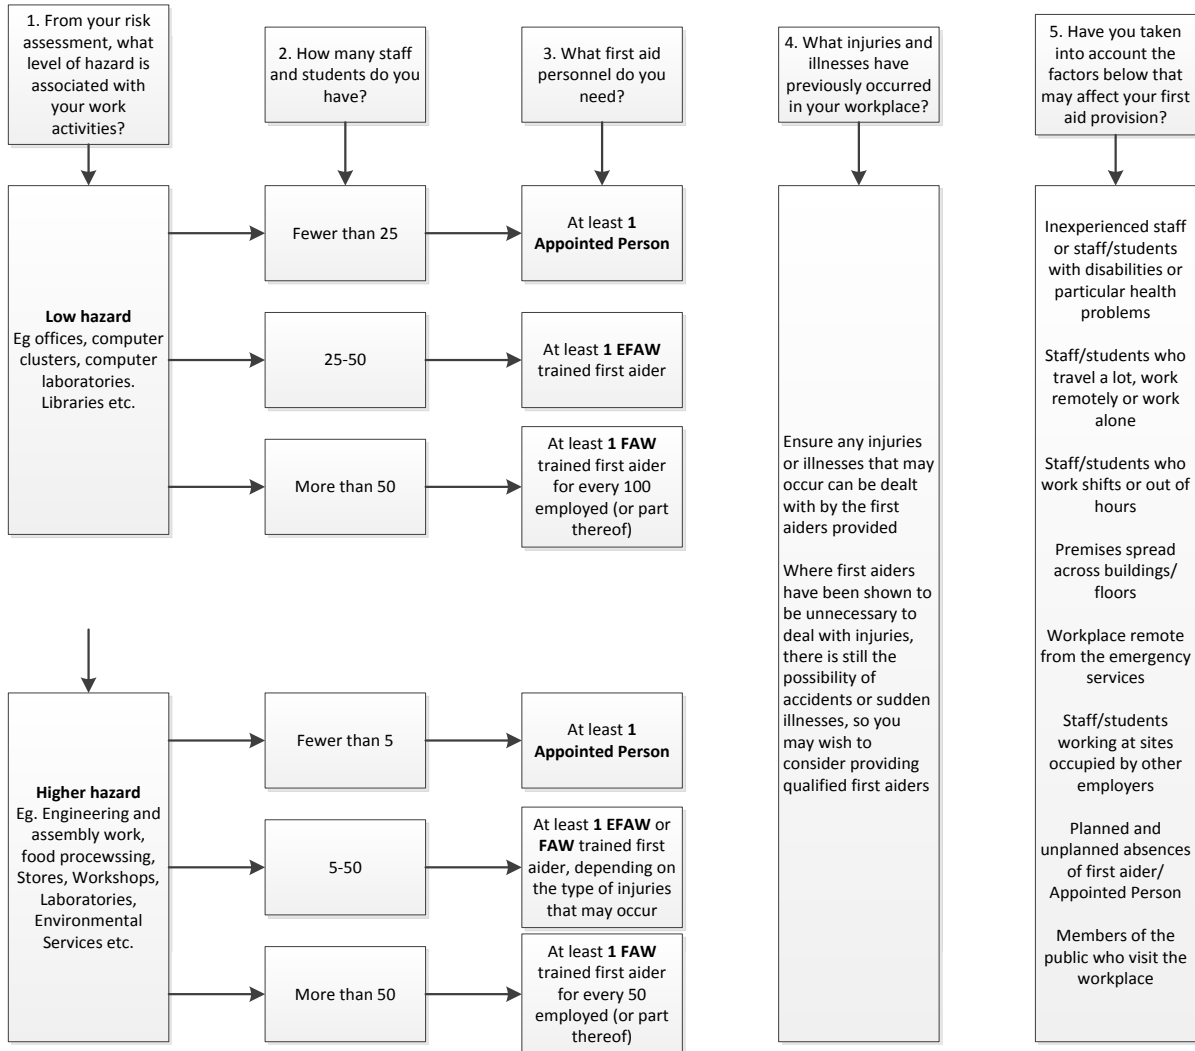 1. From your risk
assessment, what
level of hazard is
associated with
your work
activities?
2. How many staff
and students do you
have?
3. What first aid
personnel do you
need?
4. What injuries and
illnesses have
previously occurred
in your workplace?
5. Have you taken
into account the
factors below that
may affect your first
aid provision?
Low hazard
Eg offices, computer
clusters, computer
laboratories.
Libraries etc.
Fewer than 25
At least 1
Appointed Person
25-50
At least 1 EFAW
trained first aider
More than 50
At least 1 FAW
trained first aider
for every 100
employed (or part
thereof)
Higher hazard
Eg. Engineering and
assembly work,
food procewssing,
Stores, Workshops,
Laboratories,
Environmental
Services etc.
Fewer than 5
At least 1
Appointed Person
5-50
At least 1 EFAW or
FAW trained first
aider, depending on
the type of injuries
that may occur
More than 50
At least 1 FAW
trained first aider
for every 50
employed (or part
thereof)
Ensure any injuries
or illnesses that may
occur can be dealt
with by the first
aiders provided
Where first aiders
have been shown to
be unnecessary to
deal with injuries,
there is still the
possibility of
accidents or sudden
illnesses, so you
may wish to
consider providing
qualified first aiders
Inexperienced staff
or staff/students
with disabilities or
particular health
problems
Staff/students who
travel a lot, work
remotely or work
alone
Staff/students who
work shifts or out of
hours
Premises spread
across buildings/
floors
Workplace remote
from the emergency
services
Staff/students
working at sites
occupied by other
employers
Planned and
unplanned absences
of first aider/
Appointed Person
Members of the
public who visit the
workplace